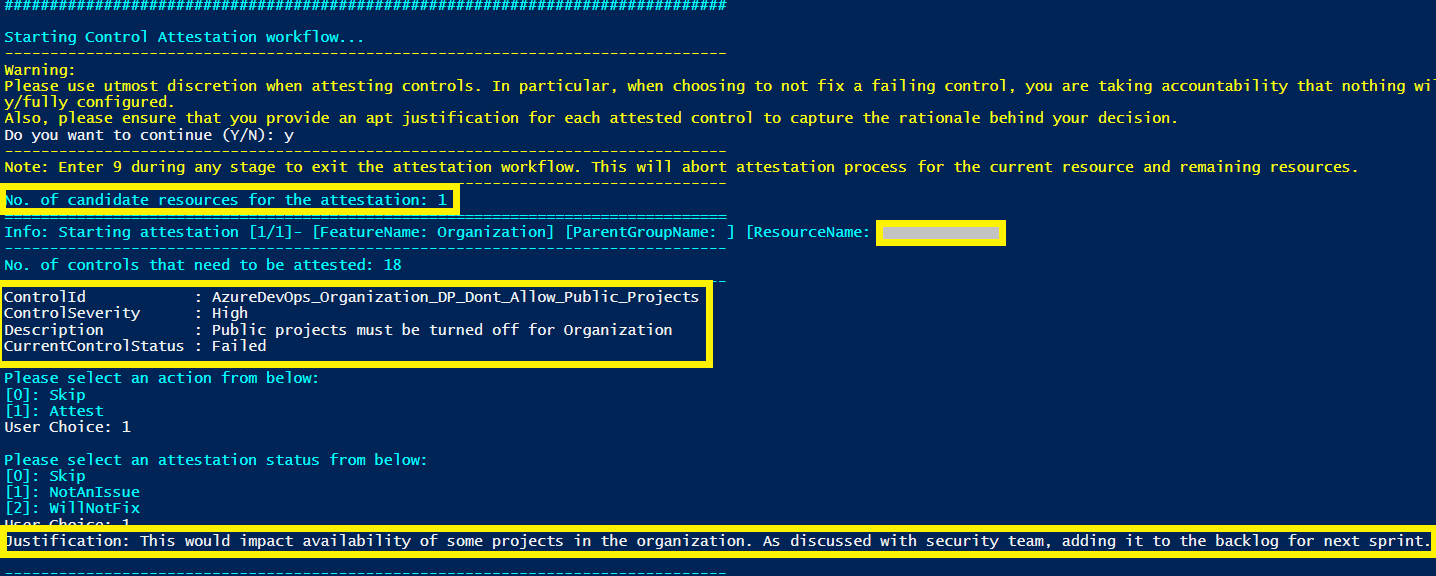 ################################################################################
Starting Control Attestation workflow...
--------------------------------------------------------------------------------
Warning:
Please use utmost discretion when attesting controls. In particular, when choosing to not fix a failing control, you are taking accountability that nothing wil
y/fully configured.
Also, please ensure that you provide an apt justification for each attested control to capture the rationale behind your decision.
Do you want to continue (Y/N): y
--------------------------------------------------------------------------------
Note: Enter 9 during any stage to exit the attestation workflow. This will abort attestation process for the current resource and remaining resources.
--------------------------------------------------------------------------------
No. of candidate resources for the attestation: 1
================================================================================
Info: Starting attestation [1/1]- [FeatureName: Organization] [ParentGroupName: ] [ResourceName:
--------------------------------------------------------------------------------
No. of controls that need to be attested: 18
--------------------------------------------------------------------------------
ControlId            : AzureDevOps_Organization_DP_Dont_Allow_Public_Projects
ControlSeverity      : High
Description          : Public projects must be turned off for Organization
CurrentControlStatus : Failed
Please select an action from below:
[0]: Skip
[1]: Attest
User Choice: 1
Please select an attestation status from below:
[0]: Skip
[1]: NotAnIssue
[2]: WillNotFix
User Choice: 1
Justification: This would impact availability of some projects in the organization. As discussed with security team, adding it to the backlog for next sprint.
--------------------------------------------------------------------------------